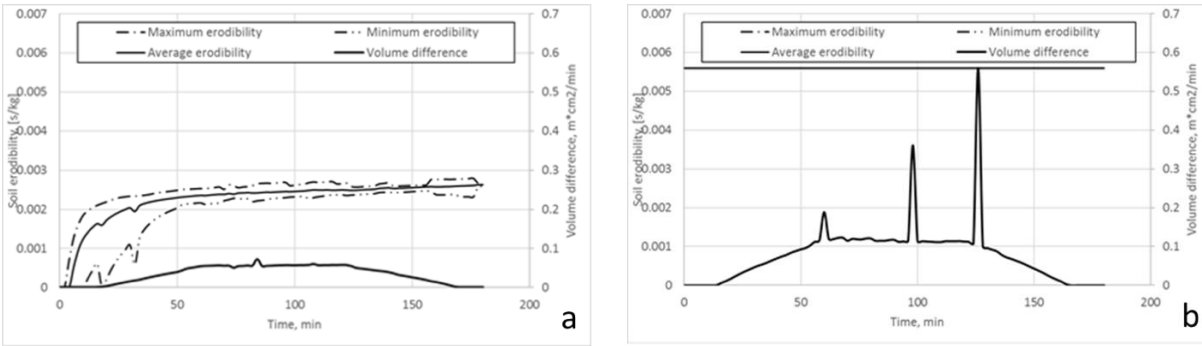 0.007 0.7
Maximum erodibility Minimum erodibility
0.006 Average erodibility Volume difference 0.6
0.005 0.5
0.004 0.4
0.003 0.3
0.002 0.2
0.001 0.1
0 0
0 50 100 150 200
Time, min
Soil erodibility, [s/kg]
Volume difference, m*cm2/min
a
0.007 0.7
Maximum erodibility Minimum erodibility
0.006 Average erodibility Volume difference 0.6
0.005 0.5
0.004 0.4
0.003 0.3
0.002 0.2
0.001 0.1
0 0
0 50 100 150 200
Time, min
Soil erodibility, [s/kg]
Volume difference, m*cm2/min
b